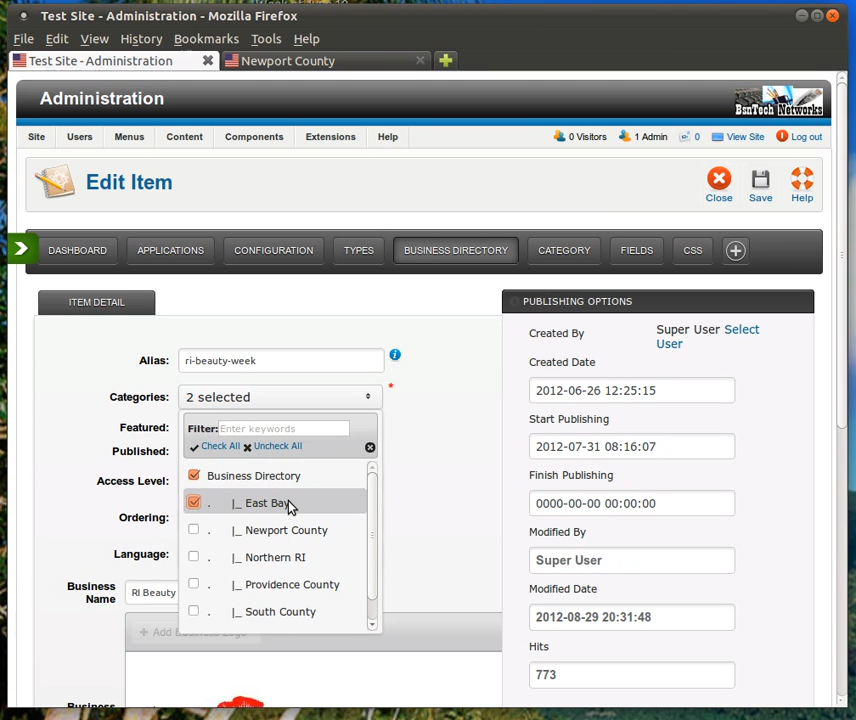 Test Site - Administration - Mozilla Firefox
File Edit View History Bookmarks Tools Help
Test Site - Administration
Newport County
Administration
BsnTech Networks
Site Users Menus Content Components Extensions Help
0 Visitors 1 Admin 0 View Site Log out
Edit Item
Close Save Help
DASHBOARD APPLICATIONS CONFIGURATION TYPES BUSINESS DIRECTORY CATEGORY FIELDS CSS
ITEM DETAIL
Alias: ri-beauty-week
Categories: 2 selected *
Filter: Enter keywords
Check All Uncheck All
Business Directory
. |_ East Bay
. |_ Newport County
. |_ Northern RI
. |_ Providence County
. |_ South County
Featured:
Published:
Access Level:
Ordering:
Language:
Business Name RI Beauty
Business
PUBLISHING OPTIONS
Created By Super User Select User
Created Date
2012-06-26 12:25:15
Start Publishing
2012-07-31 08:16:07
Finish Publishing
0000-00-00 00:00:00
Modified By
Super User
Modified Date
2012-08-29 20:31:48
Hits
773